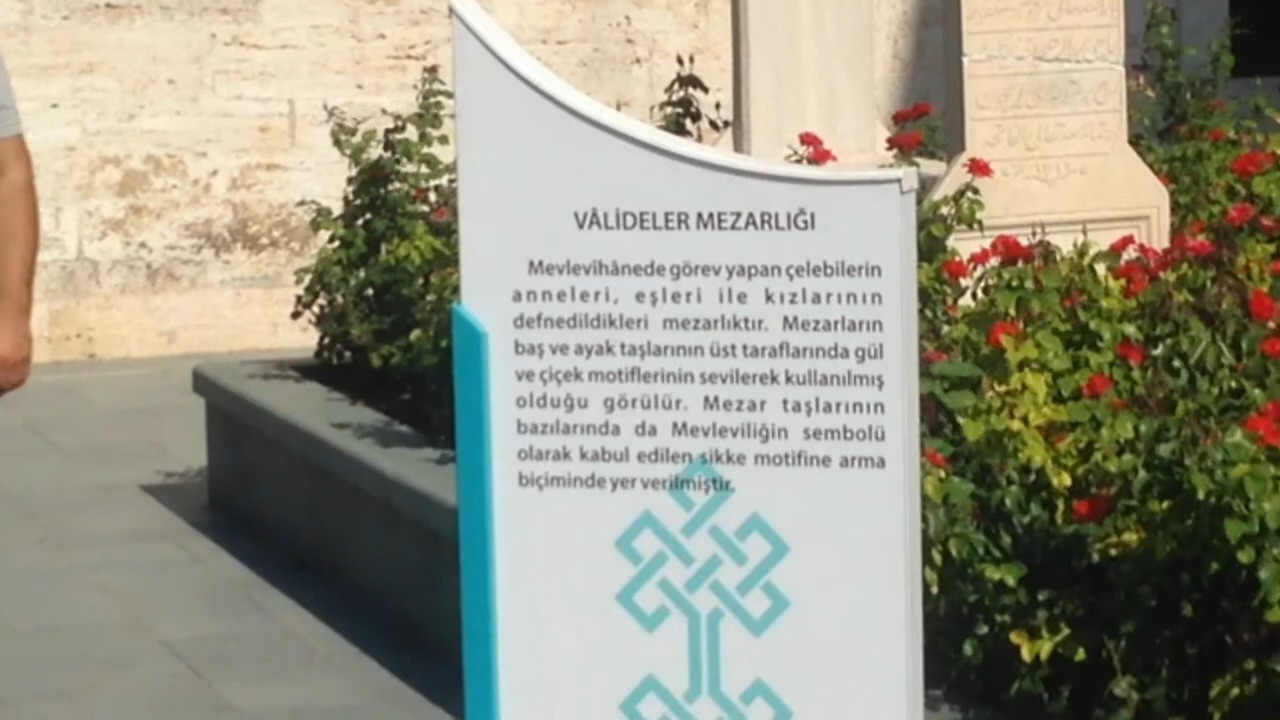 VÂLİDELER MEZARLIĞI
Mevlevîhânede görev yapan çelebilerin
anneleri, eşleri ile kızlarının
defnedildikleri mezarlıktır. Mezarların
baş ve ayak taşlarının üst taraflarında gül
ve çiçek motiflerinin sevilerek kullanılmış
olduğu görülür. Mezar taşlarının
bazılarında da Mevleviliğin sembolü
olarak kabul edilen sikke motifine arma
biçiminde yer verilmiştir.